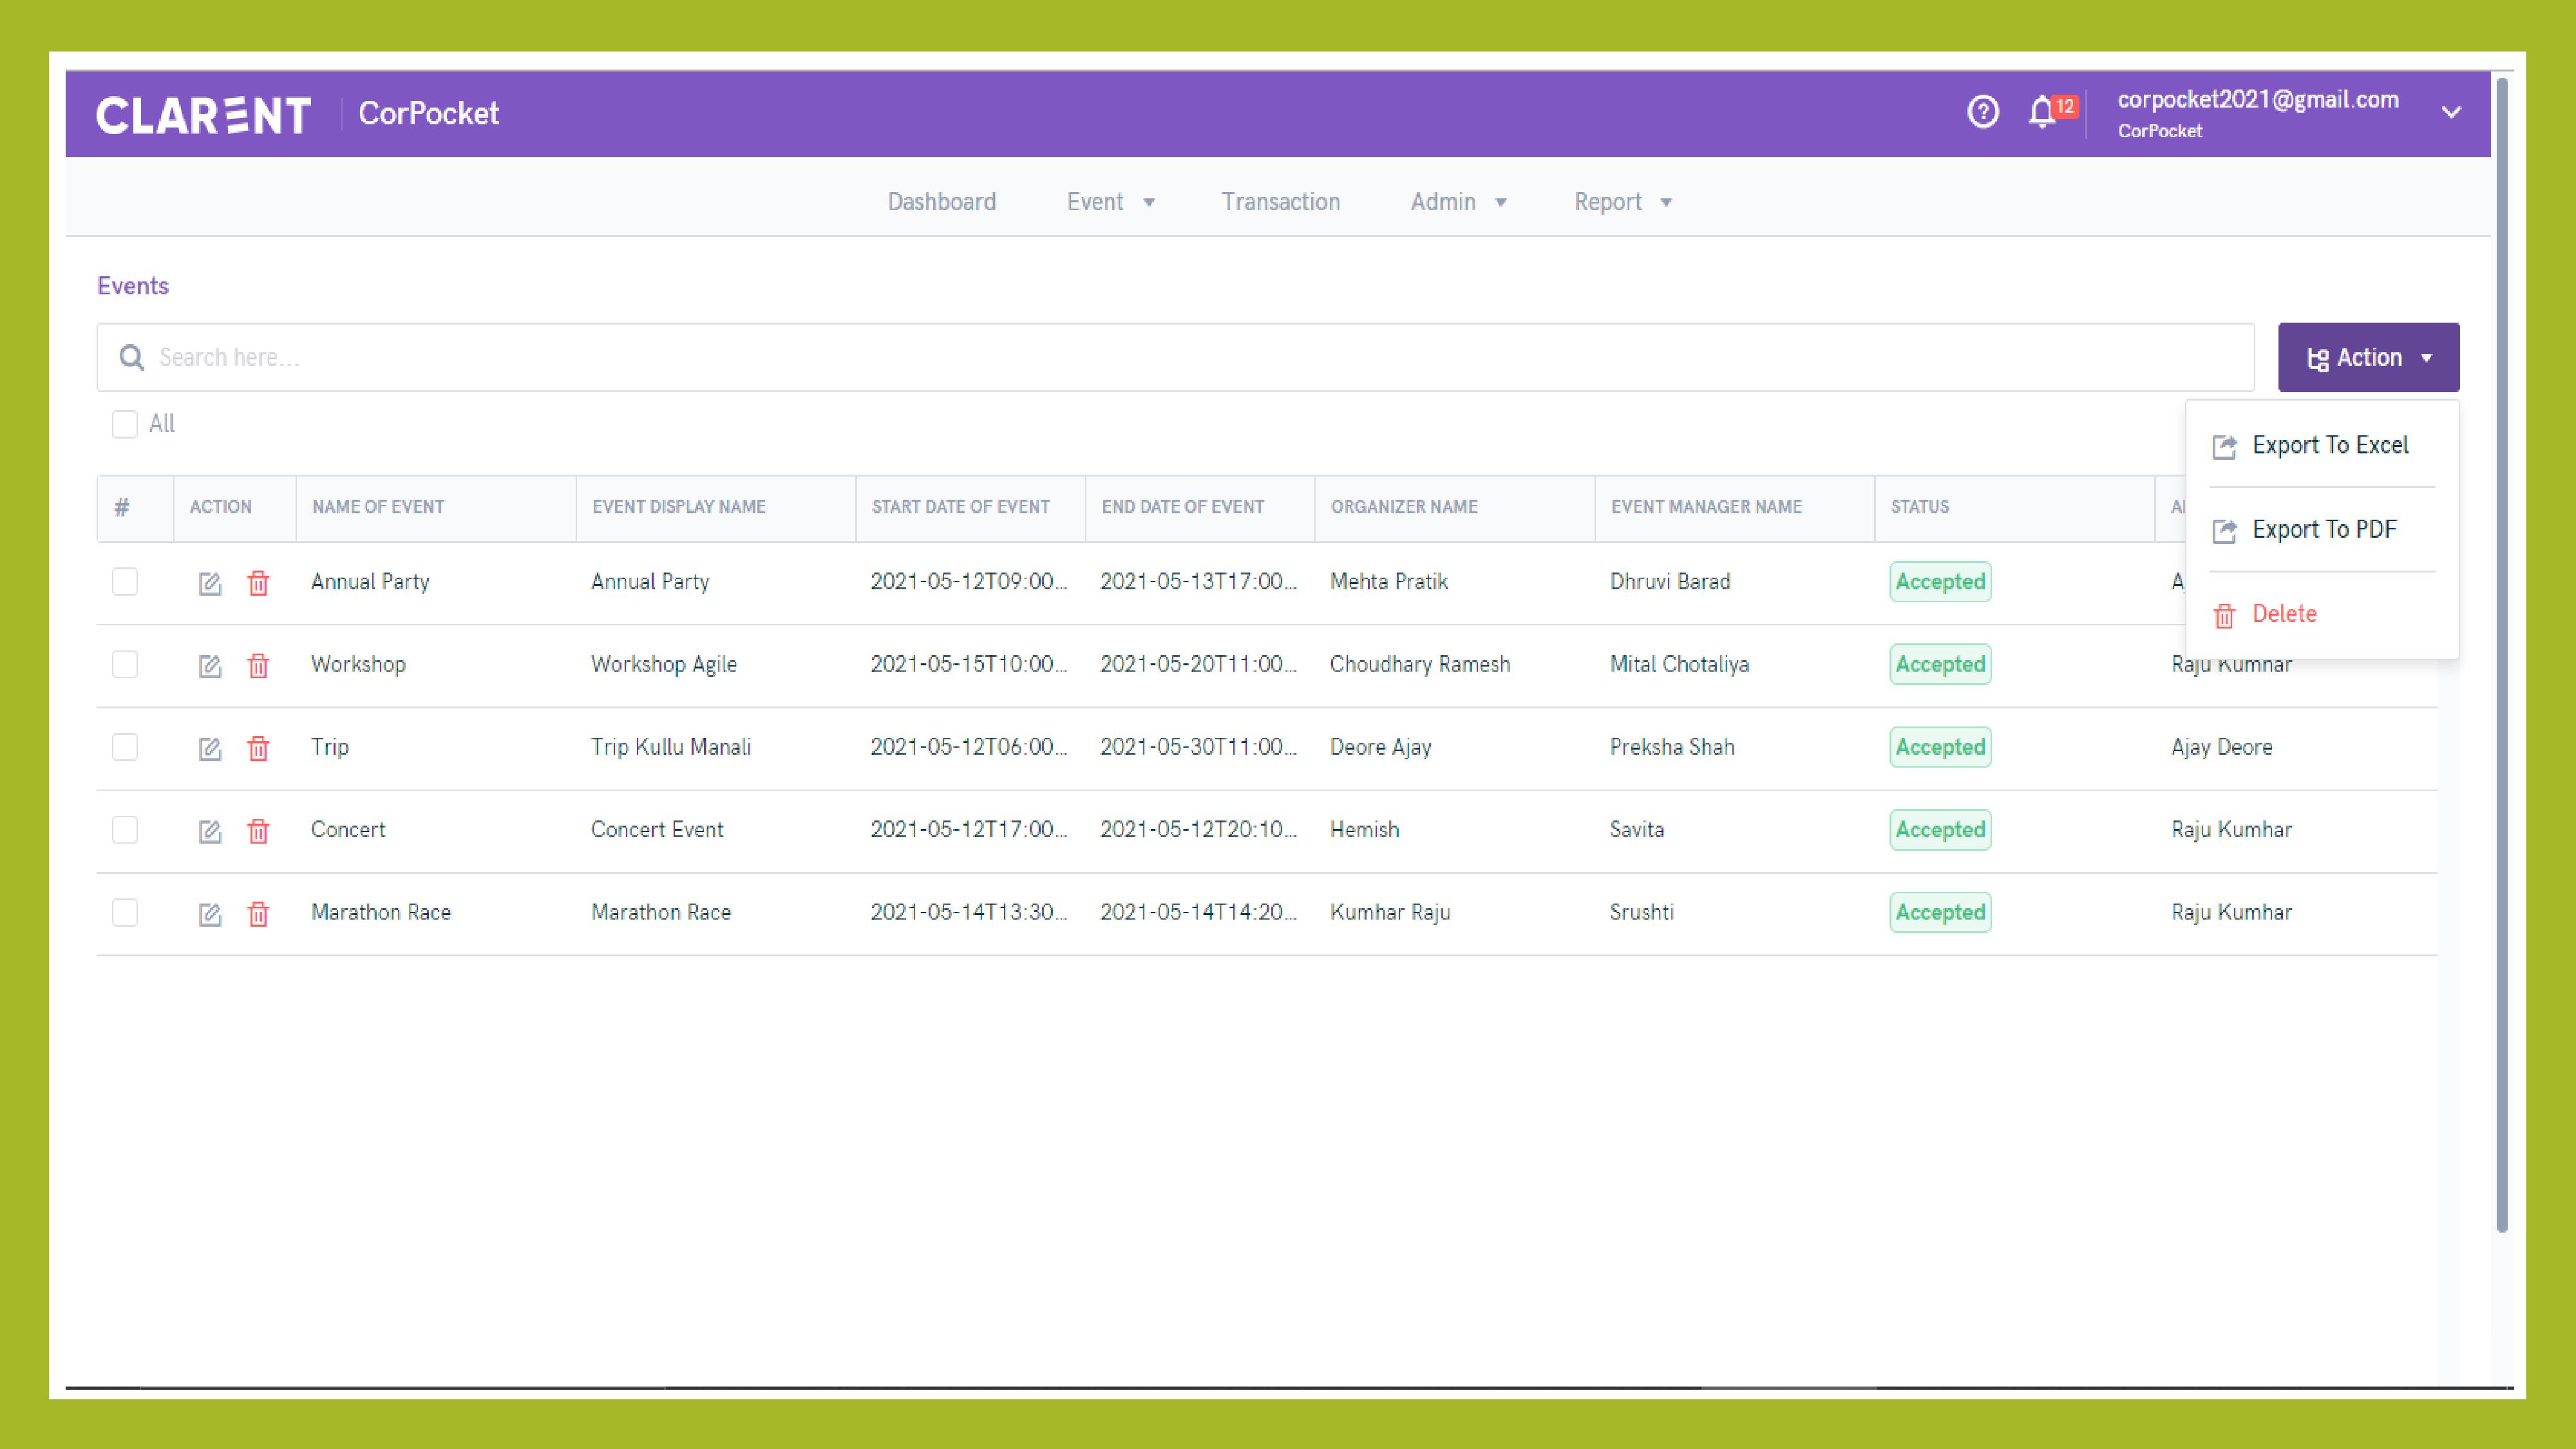 CLARENT CorPocket 12 corpocket2021@gmail.com
CorPocket
Dashboard Event Transaction Admin Report
Events
Search here... Action
All
Export To Excel
Export To PDF
Delete
# ACTION NAME OF EVENT EVENT DISPLAY NAME START DATE OF EVENT END DATE OF EVENT ORGANIZER NAME EVENT MANAGER NAME STATUS
Annual Party Annual Party 2021-05-12T09:00... 2021-05-13T17:00... Mehta Pratik Dhruvi Barad Accepted
Workshop Workshop Agile 2021-05-15T10:00... 2021-05-20T11:00... Choudhary Ramesh Mital Chotaliya Accepted Raju Kumhar
Trip Trip Kullu Manali 2021-05-12T06:00... 2021-05-30T11:00... Deore Ajay Preksha Shah Accepted Ajay Deore
Concert Concert Event 2021-05-12T17:00... 2021-05-12T20:10... Hemish Savita Accepted Raju Kumhar
Marathon Race Marathon Race 2021-05-14T13:30... 2021-05-14T14:20... Kumhar Raju Srushti Accepted Raju Kumhar